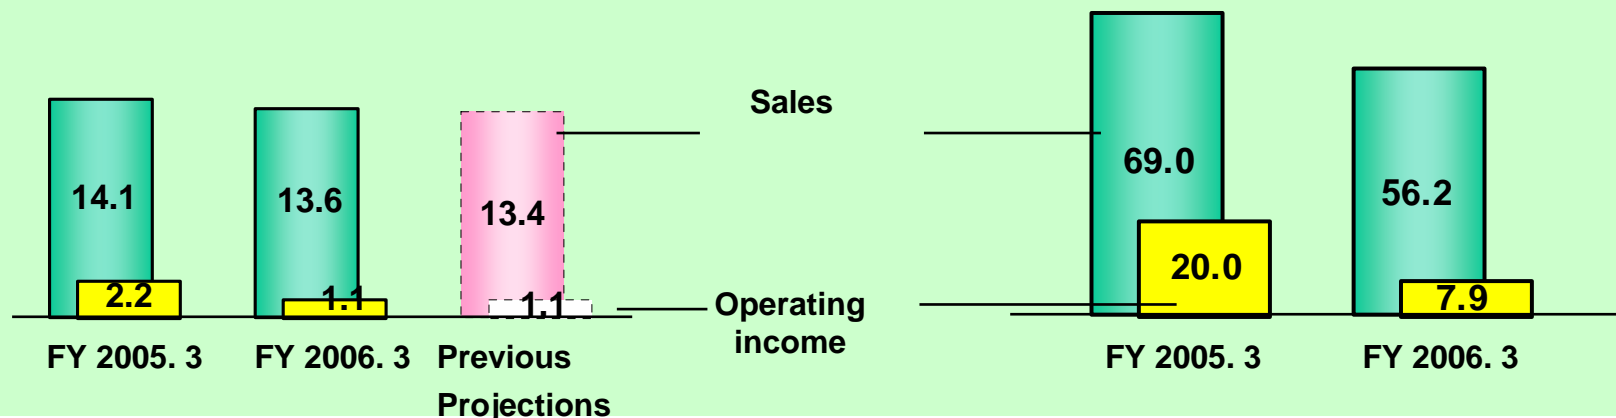 Sales
14.1
13.6
13.4
69.0
56.2
2.2
1.1
1.1
20.0
7.9
Operating
income
FY 2005. 3
FY 2006. 3
Previous
Projections
FY 2005. 3
FY 2006. 3